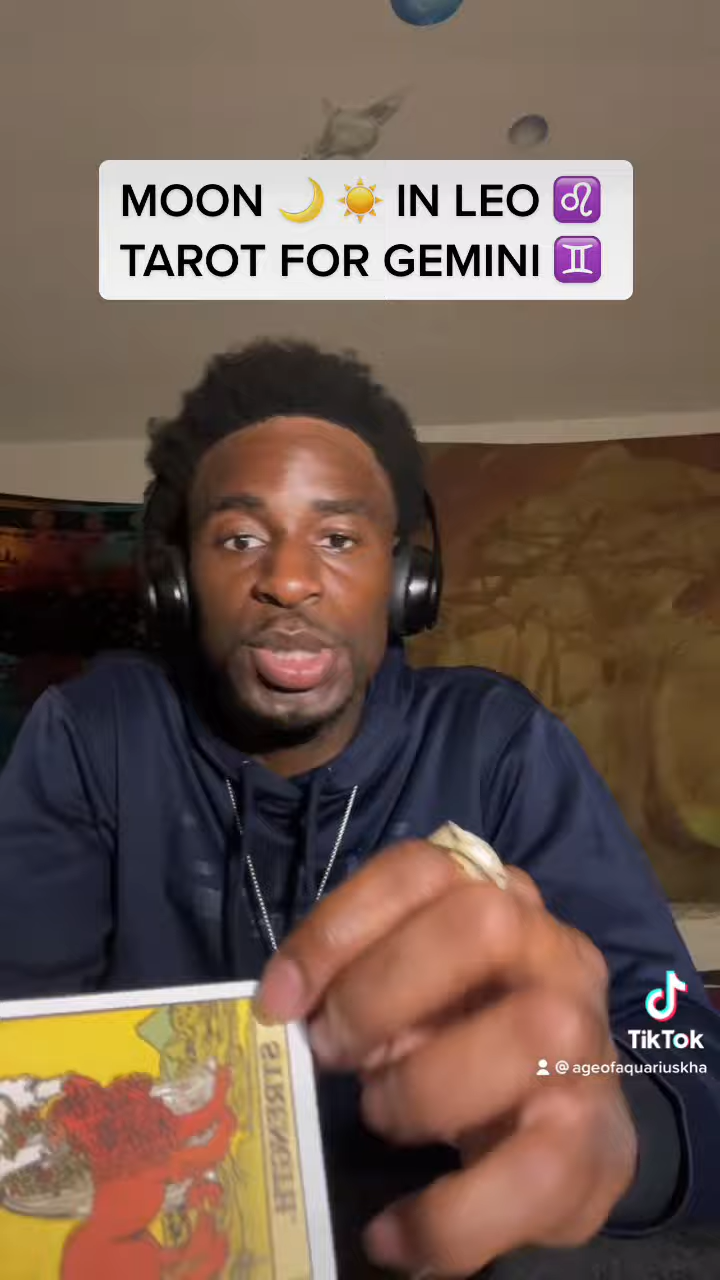 MOON 🌙 ☀️ IN LEO ♌
TAROT FOR GEMINI ♊
STRENGTH
TikTok
@ageofaquariuskha